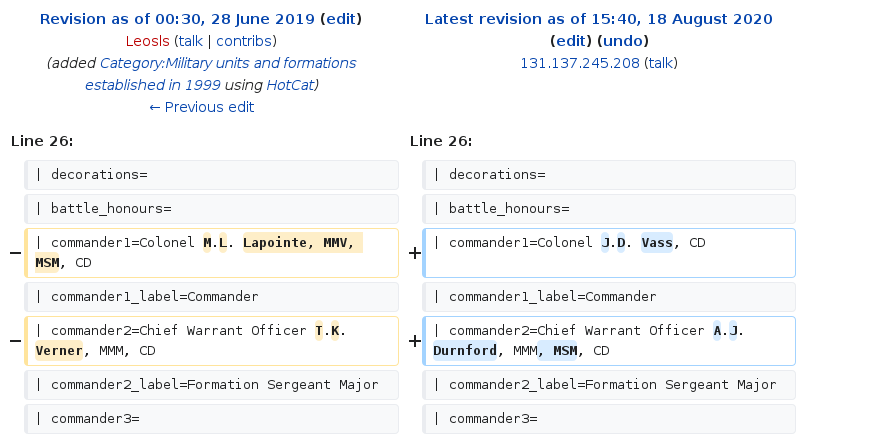 Revision as of 00:30, 28 June 2019 (edit)
Leosls (talk | contribs)
(added Category:Military units and formations
established in 1999 using HotCat)
← Previous edit
Latest revision as of 15:40, 18 August 2020
(edit) (undo)
131.137.245.208 (talk)
Line 26:
| decorations=
| battle_honours=
− | commander1=Colonel M.L. Lapointe, MMV,
MSM, CD
| commander1_label=Commander
− | commander2=Chief Warrant Officer T.K.
Verner, MMM, CD
| commander2_label=Formation Sergeant Major
| commander3=
Line 26:
| decorations=
| battle_honours=
+ | commander1=Colonel J.D. Vass, CD
| commander1_label=Commander
+ | commander2=Chief Warrant Officer A.J.
Durnford, MMM, MSM, CD
| commander2_label=Formation Sergeant Major
| commander3=